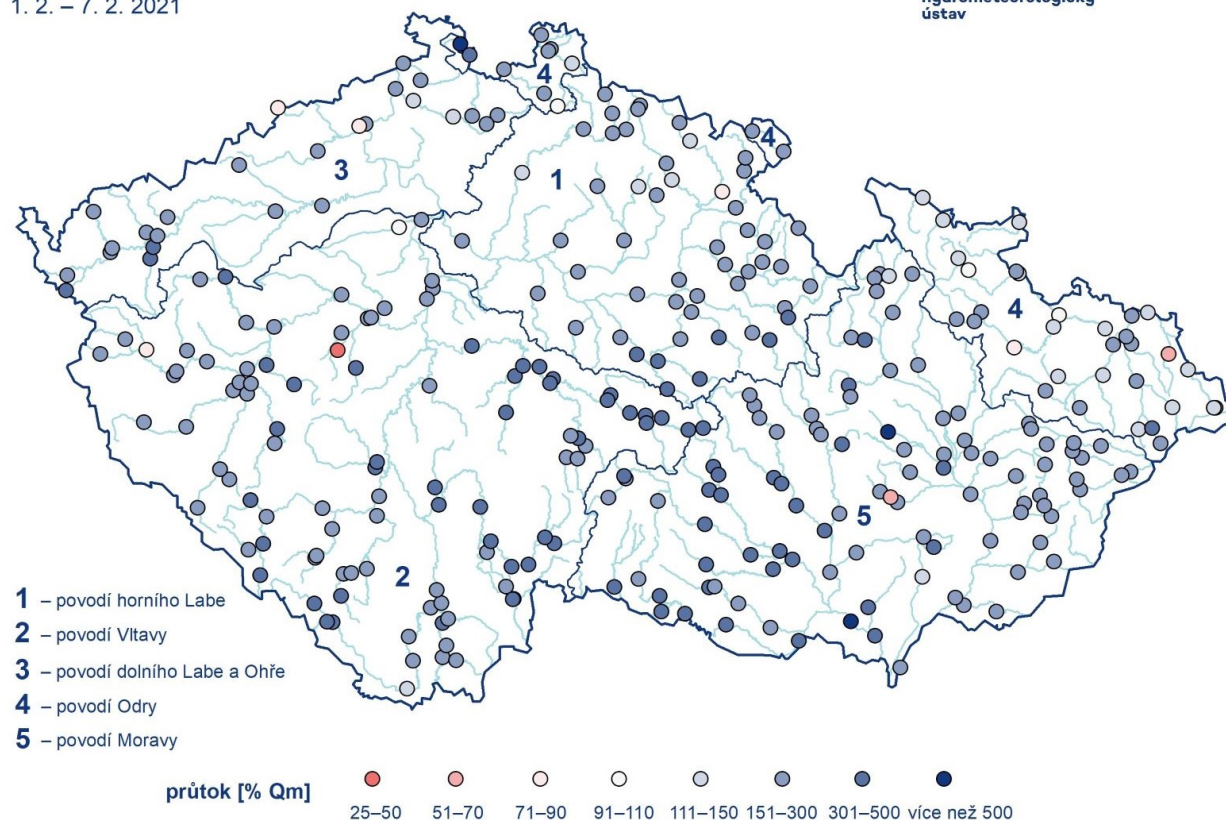 1. 2. – 7. 2. 2021
hydrometeorologický
ústav
4
4
3
1
4
5
2
1 – povodí horního Labe
2 – povodí Vltavy
3 – povodí dolního Labe a Ohře
4 – povodí Odry
5 – povodí Moravy
průtok [% Qm]
25–50 51–70 71–90 91–110 111–150 151–300 301–500 více než 500